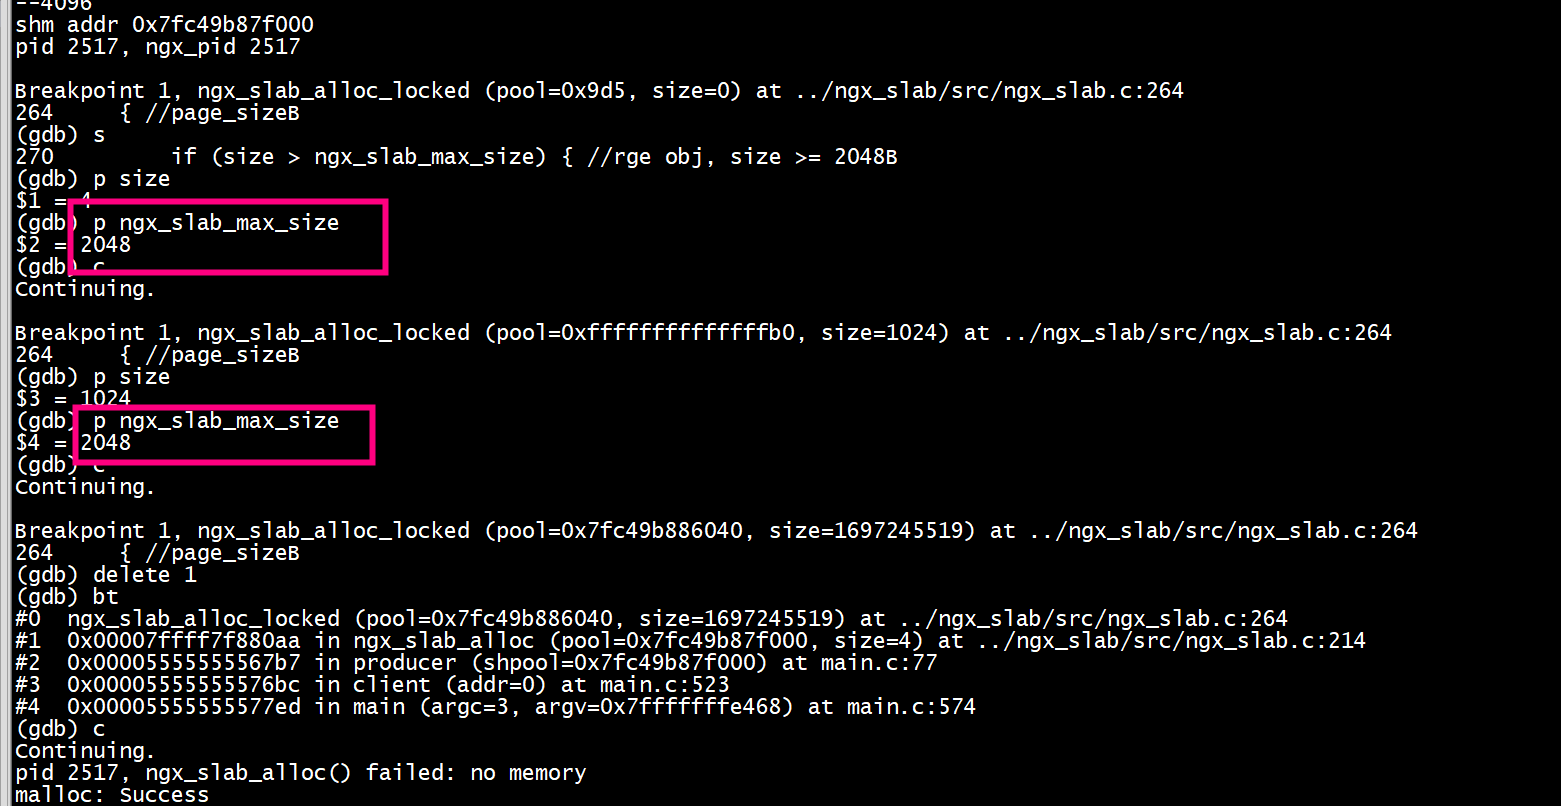 --4096
shm addr 0x7fc49b87f000
pid 2517, ngx_pid 2517
Breakpoint 1, ngx_slab_alloc_locked (pool=0x9d5, size=0) at ../ngx_slab/src/ngx_slab.c:264
264 { //page_sizeB
(gdb) s
270 if (size > ngx_slab_max_size) { //rge obj, size >= 2048B
(gdb) p size
$1 = 4
(gdb) p ngx_slab_max_size
$2 = 2048
(gdb) c
Continuing.
Breakpoint 1, ngx_slab_alloc_locked (pool=0xffffffffffffffb0, size=1024) at ../ngx_slab/src/ngx_slab.c:264
264 { //page_sizeB
(gdb) p size
$3 = 1024
(gdb) p ngx_slab_max_size
$4 = 2048
(gdb) c
Continuing.
Breakpoint 1, ngx_slab_alloc_locked (pool=0x7fc49b886040, size=1697245519) at ../ngx_slab/src/ngx_slab.c:264
264 { //page_sizeB
(gdb) delete 1
(gdb) bt
#0 ngx_slab_alloc_locked (pool=0x7fc49b886040, size=1697245519) at ../ngx_slab/src/ngx_slab.c:264
#1 0x00007ffff7f880aa in ngx_slab_alloc (pool=0x7fc49b87f000, size=4) at ../ngx_slab/src/ngx_slab.c:214
#2 0x00005555555567b7 in producer (shpool=0x7fc49b87f000) at main.c:77
#3 0x00005555555576bc in client (addr=0) at main.c:523
#4 0x00005555555577ed in main (argc=3, argv=0x7fffffffe468) at main.c:574
(gdb) c
Continuing.
pid 2517, ngx_slab_alloc() failed: no memory
malloc: Success